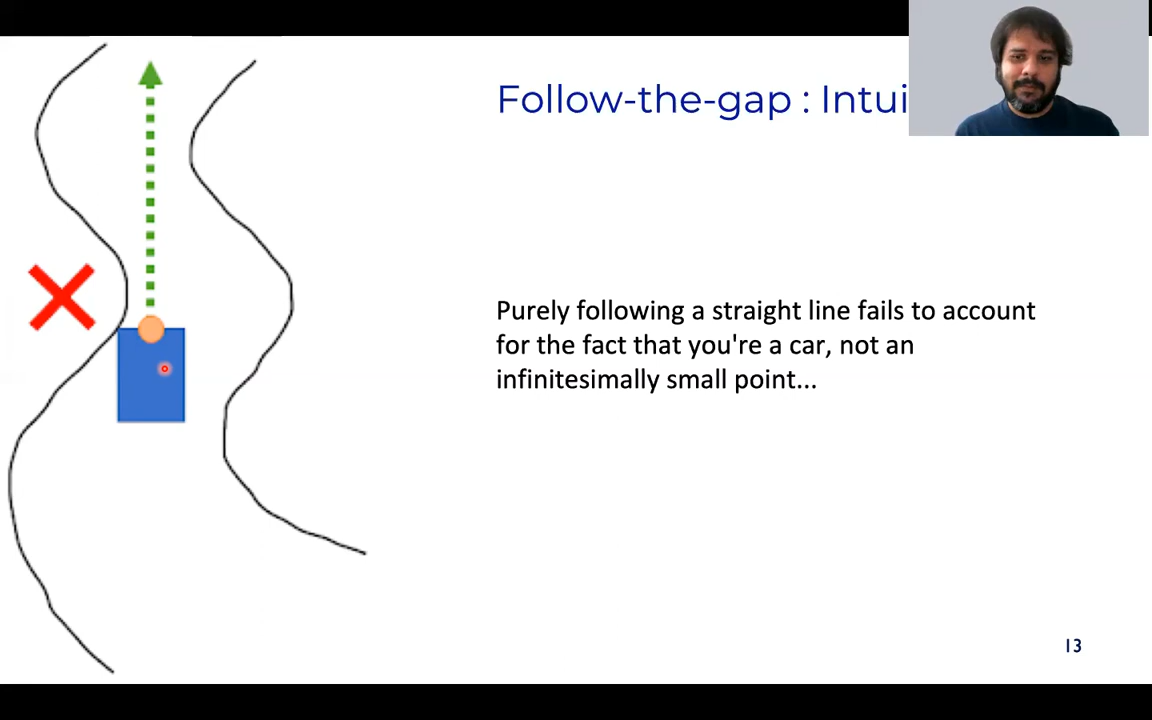 Follow-the-gap : Intui
Purely following a straight line fails to account
for the fact that you're a car, not an
infinitesimally small point...
13